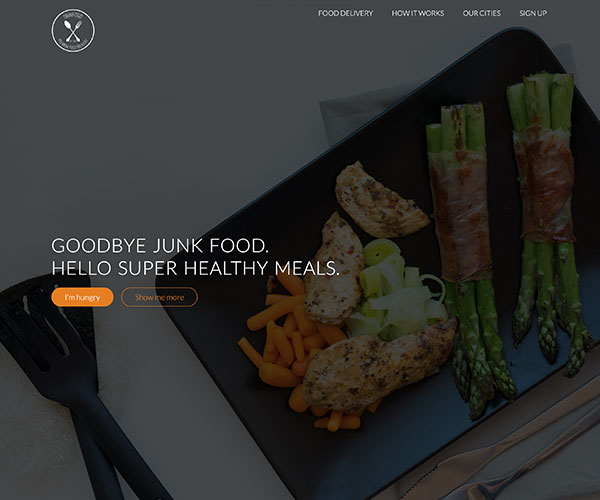 FOOD DELIVERY
HOW IT WORKS
OUR CITIES
SIGN UP
GOODBYE JUNK FOOD.
HELLO SUPER HEALTHY MEALS.
I'm hungry
Show me more